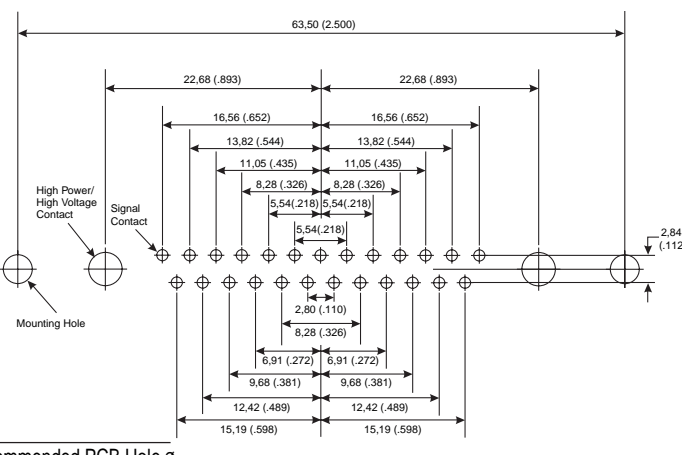 63,50 (2.500)
22,68 (.893) 22,68 (.893)
16,56 (.652) 16,56 (.652)
13,82 (.544) 13,82 (.544)
11,05 (.435) 11,05 (.435)
8,28 (.326) 8,28 (.326)
5,54(.218) 5,54(.218)
5,54(.218)
High Power/
High Voltage
Contact
Signal
Contact
2,84
(.112
Mounting Hole
2,80 (.110)
8,28 (.326)
6,91 (.272) 6,91 (.272)
9,68 (.381) 9,68 (.381)
12,42 (.489) 12,42 (.489)
15,19 (.598) 15,19 (.598)